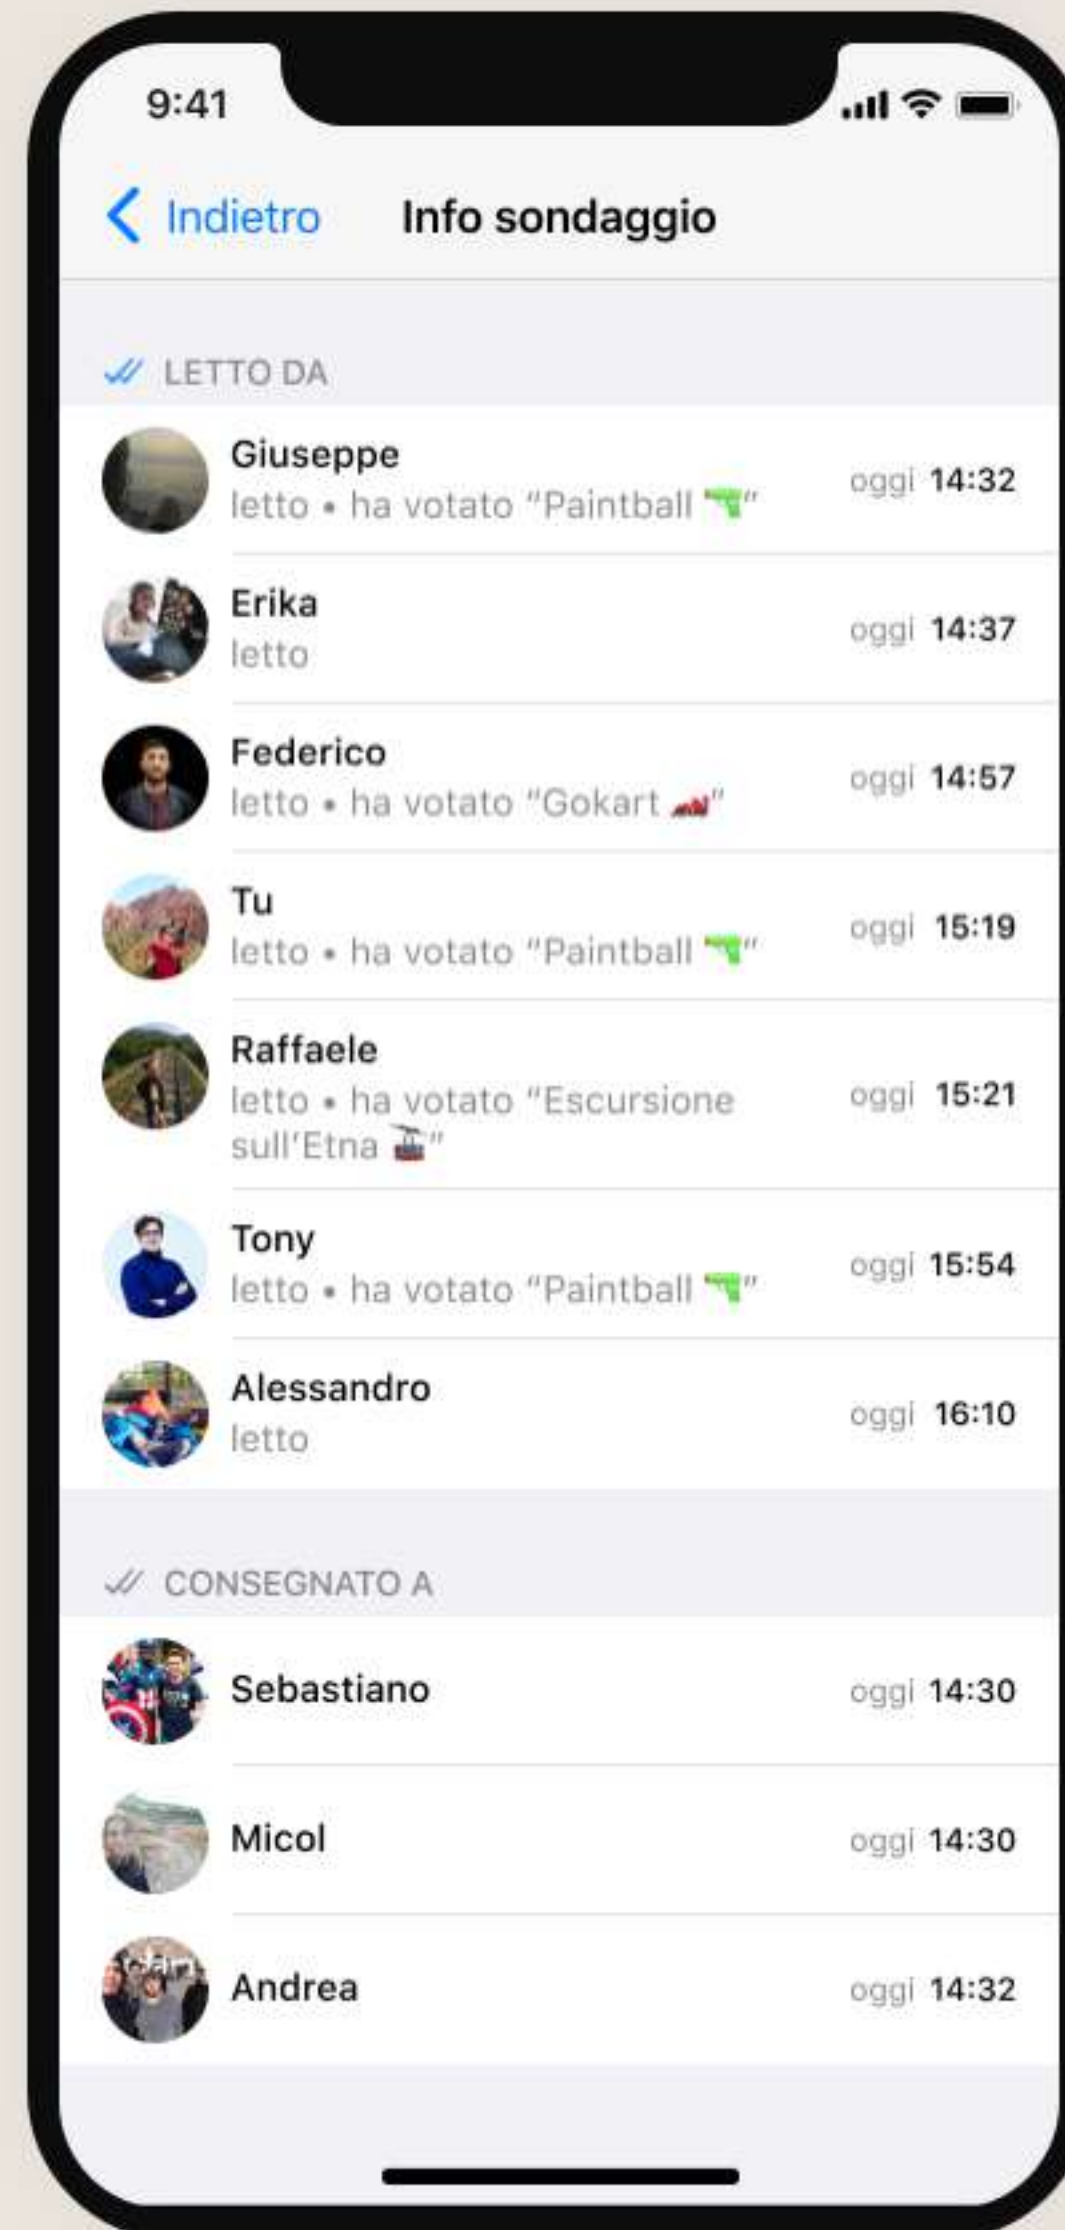 9:41
Indietro
Info sondaggio
LETTO DA
Giuseppe
letto • ha votato “Paintball 🔫”
oggi 14:32
Erika
letto
oggi 14:37
Federico
letto • ha votato “Gokart 🏎️”
oggi 14:57
Tu
letto • ha votato “Paintball 🔫”
oggi 15:19
Raffaele
letto • ha votato “Escursione
sull’Etna 🚡”
oggi 15:21
Tony
letto • ha votato “Paintball 🔫”
oggi 15:54
Alessandro
letto
oggi 16:10
CONSEGNATO A
Sebastiano
oggi 14:30
Micol
oggi 14:30
Andrea
oggi 14:32